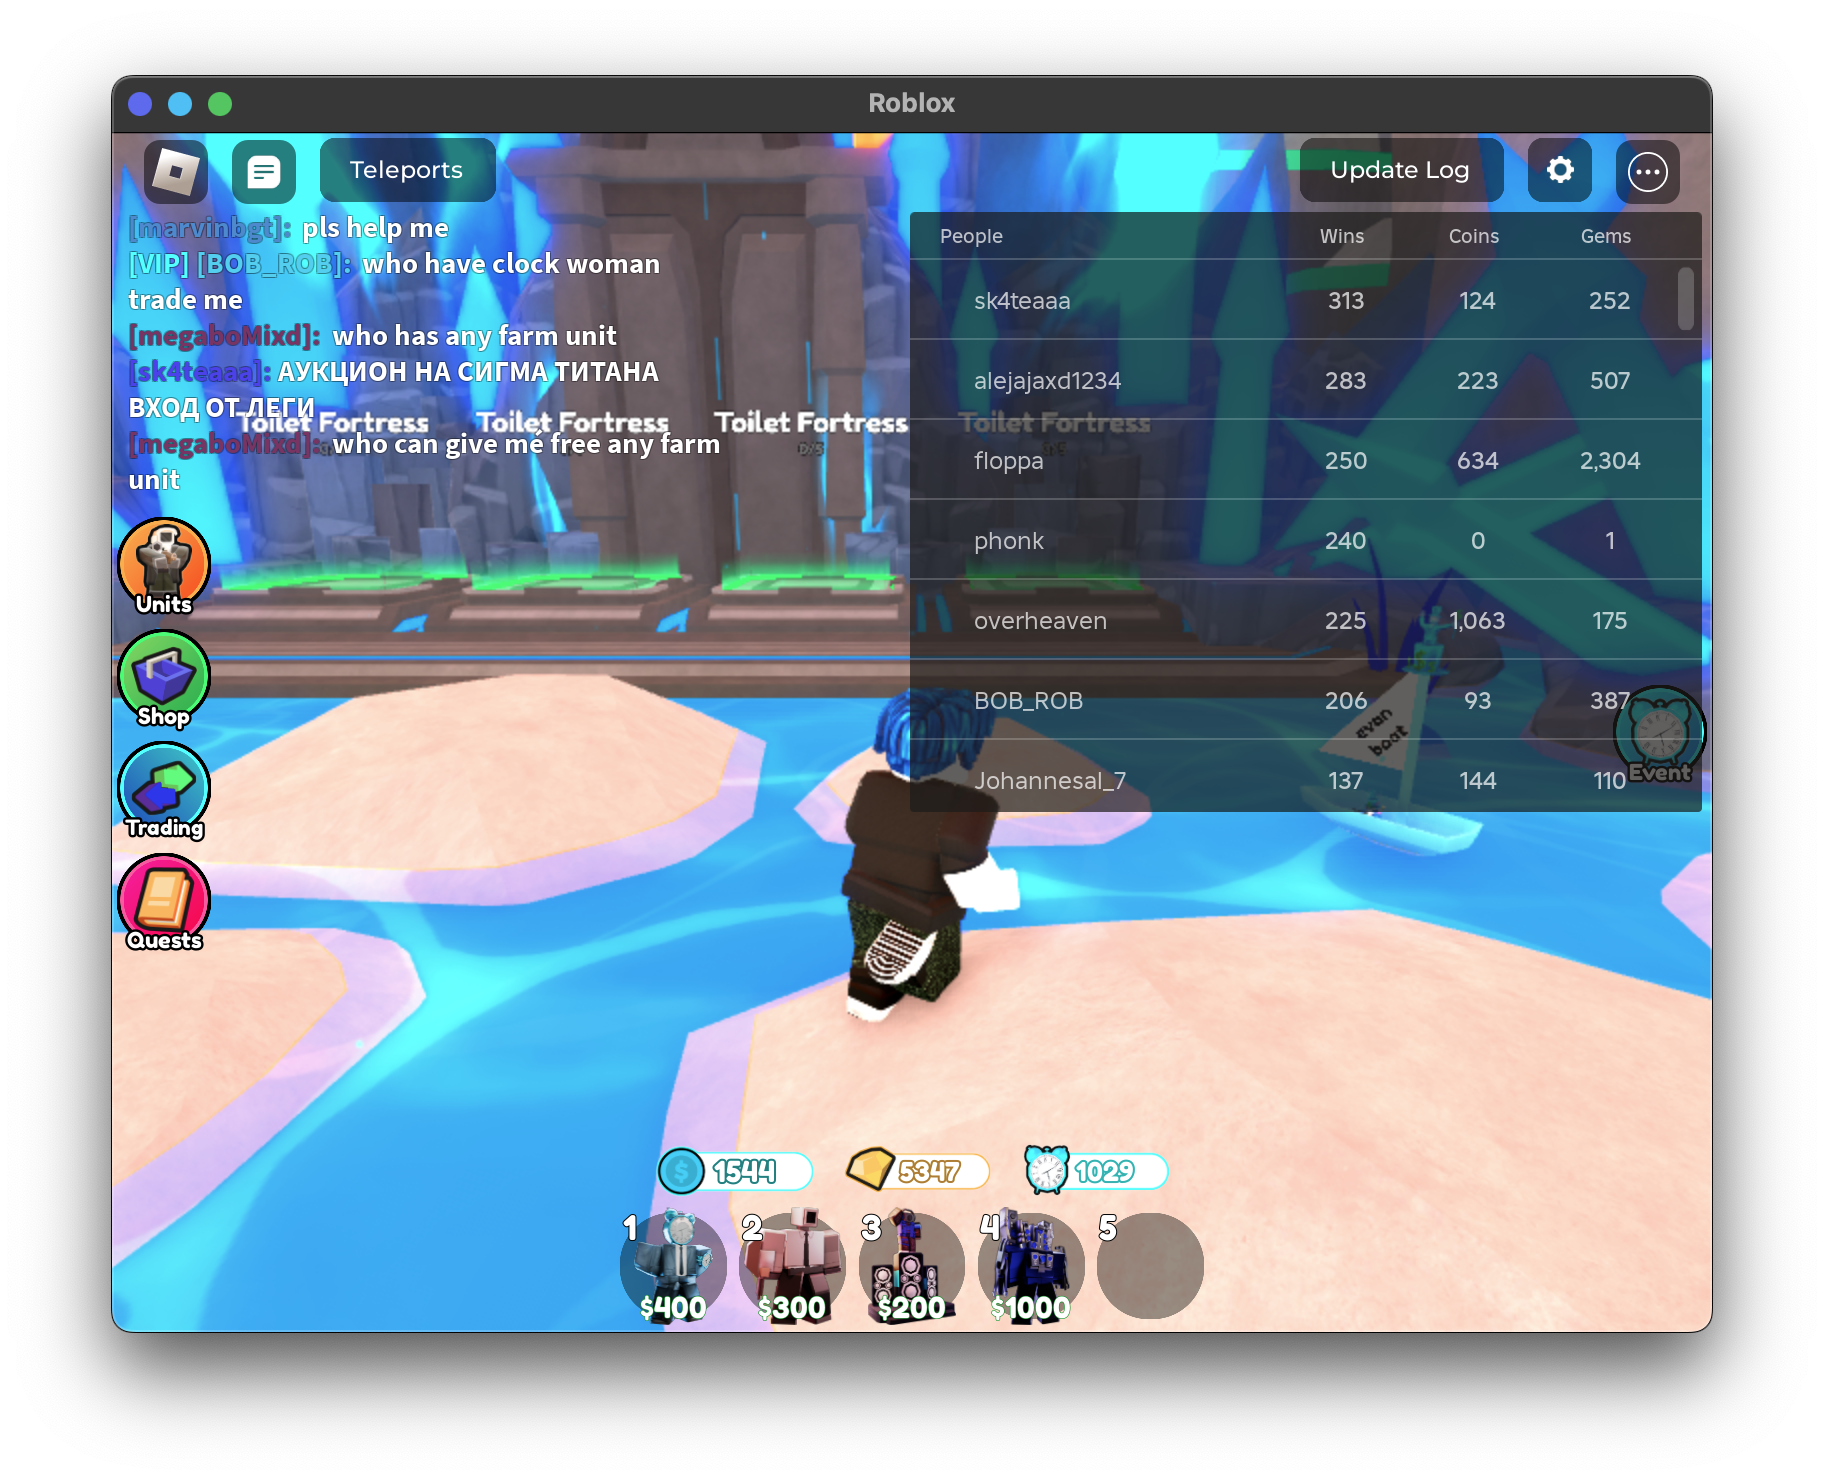 Roblox
Teleports
Update Log
[marvinbgt]: pls help me
[VIP] [BOB_ROB]: who have clock woman
trade me
[megaboMixd]: who has any farm unit
[sk4teaaa]: АУКЦИОН НА СИГМА ТИТАНА
ВХОД ОТ ЛЕГИ
[megaboMixd]: who can give me free any farm
unit
Toilet Fortress
Toilet Fortress
Toilet Fortress
Toilet Fortress
People Wins Coins Gems
sk4teaaa 313 124 252
alejajaxd1234 283 223 507
floppa 250 634 2,304
phonk 240 0 1
overheaven 225 1,063 175
BOB_ROB 206 93 387
Johannesal_7 137 144 110
evan
boat
Event
Units
Shop
Trading
Quests
1544
5347
1029
1 2 3 4 5
$400 $300 $200 $1000